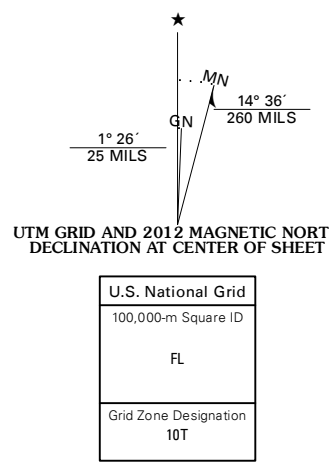 ★
MN
GN
1° 26´
25 MILS
14° 36´
260 MILS
UTM GRID AND 2012 MAGNETIC NORT
DECLINATION AT CENTER OF SHEET
U.S. National Grid
100,000-m Square ID
FL
Grid Zone Designation
10T